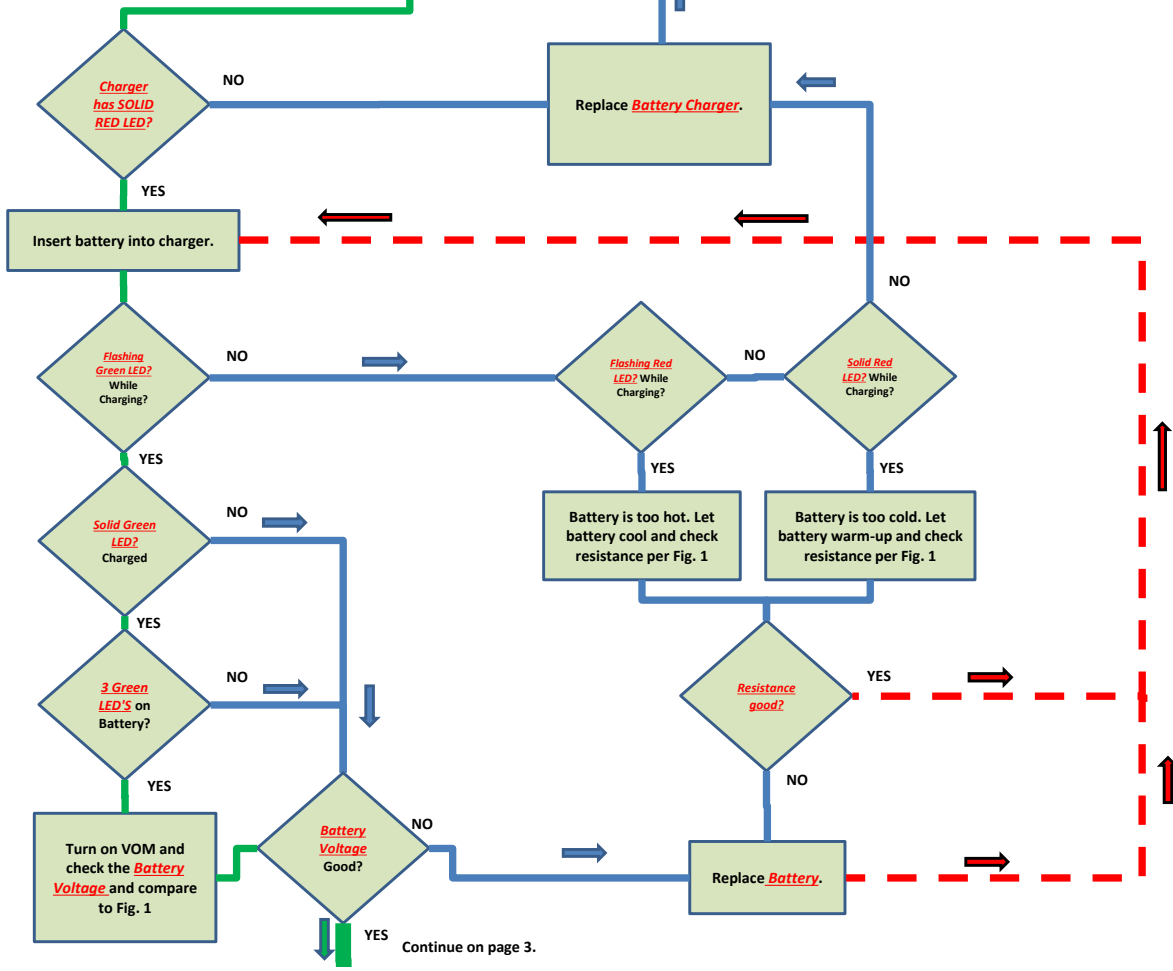 Charger
has SOLID
RED LED?
NO
Replace Battery Charger.
YES
Insert battery into charger.
NO
Flashing
Green LED?
While
Charging?
NO
Flashing Red
LED? While
Charging?
NO
Solid Red
LED? While
Charging?
YES
YES
YES
Solid Green
LED?
Charged
NO
Battery is too hot. Let
battery cool and check
resistance per Fig. 1
Battery is too cold. Let
battery warm-up and check
resistance per Fig. 1
YES
3 Green
LED'S on
Battery?
NO
Resistance
good?
YES
NO
YES
Turn on VOM and
check the Battery
Voltage and compare
to Fig. 1
Battery
Voltage
Good?
NO
Replace Battery.
YES
Continue on page 3.